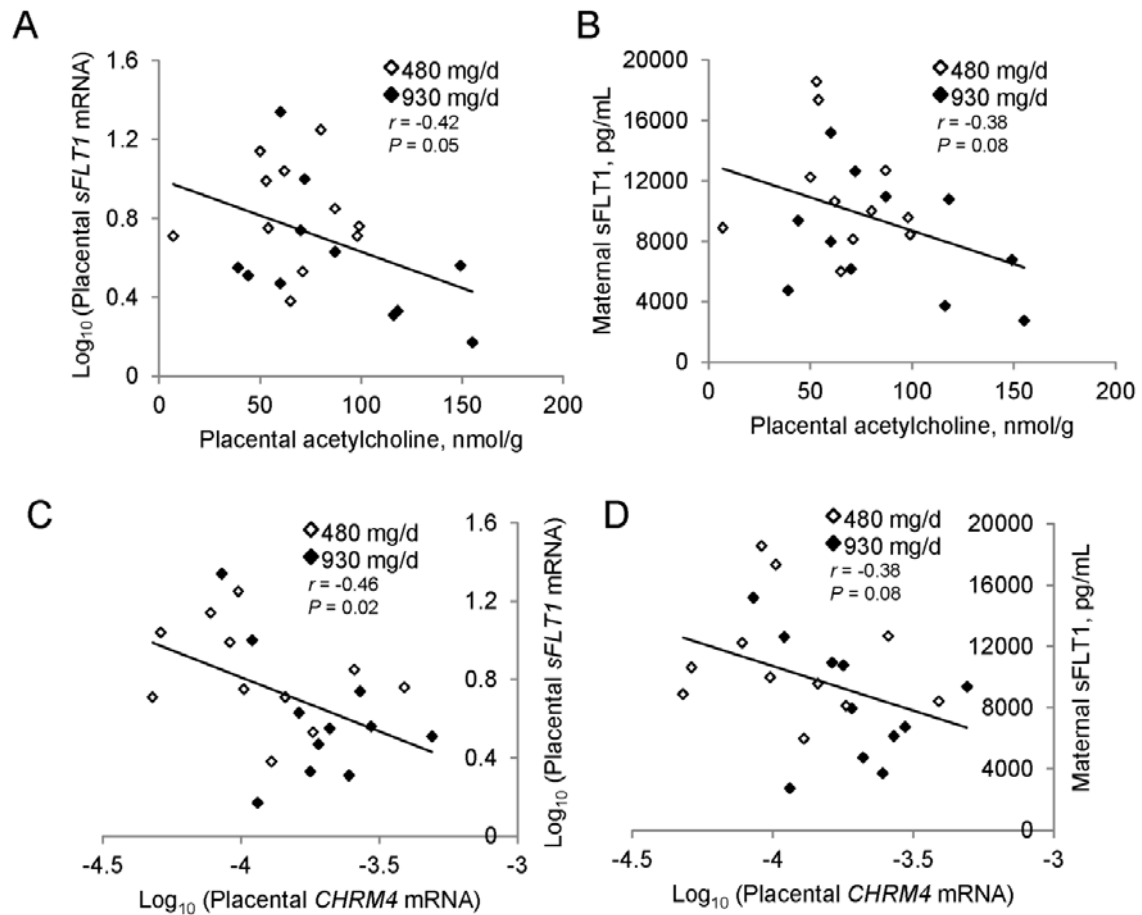 A
Log10 (Placental sFLT1 mRNA)
1.6
1.2
0.8
0.4
0
0 50 100 150 200
Placental acetylcholine, nmol/g
480 mg/d
930 mg/d
r = -0.42
P = 0.05
B
Maternal sFLT1, pg/mL
20000
16000
12000
8000
4000
0
0 50 100 150 200
Placental acetylcholine, nmol/g
480 mg/d
930 mg/d
r = -0.38
P = 0.08
C
480 mg/d
930 mg/d
r = -0.46
P = 0.02
1.6
1.2
0.8
0.4
0
Log10 (Placental sFLT1 mRNA)
-4.5 -4 -3.5 -3
Log10 (Placental CHRM4 mRNA)
D
480 mg/d
930 mg/d
r = -0.38
P = 0.08
20000
16000
12000
8000
4000
0
Maternal sFLT1, pg/mL
-4.5 -4 -3.5 -3
Log10 (Placental CHRM4 mRNA)